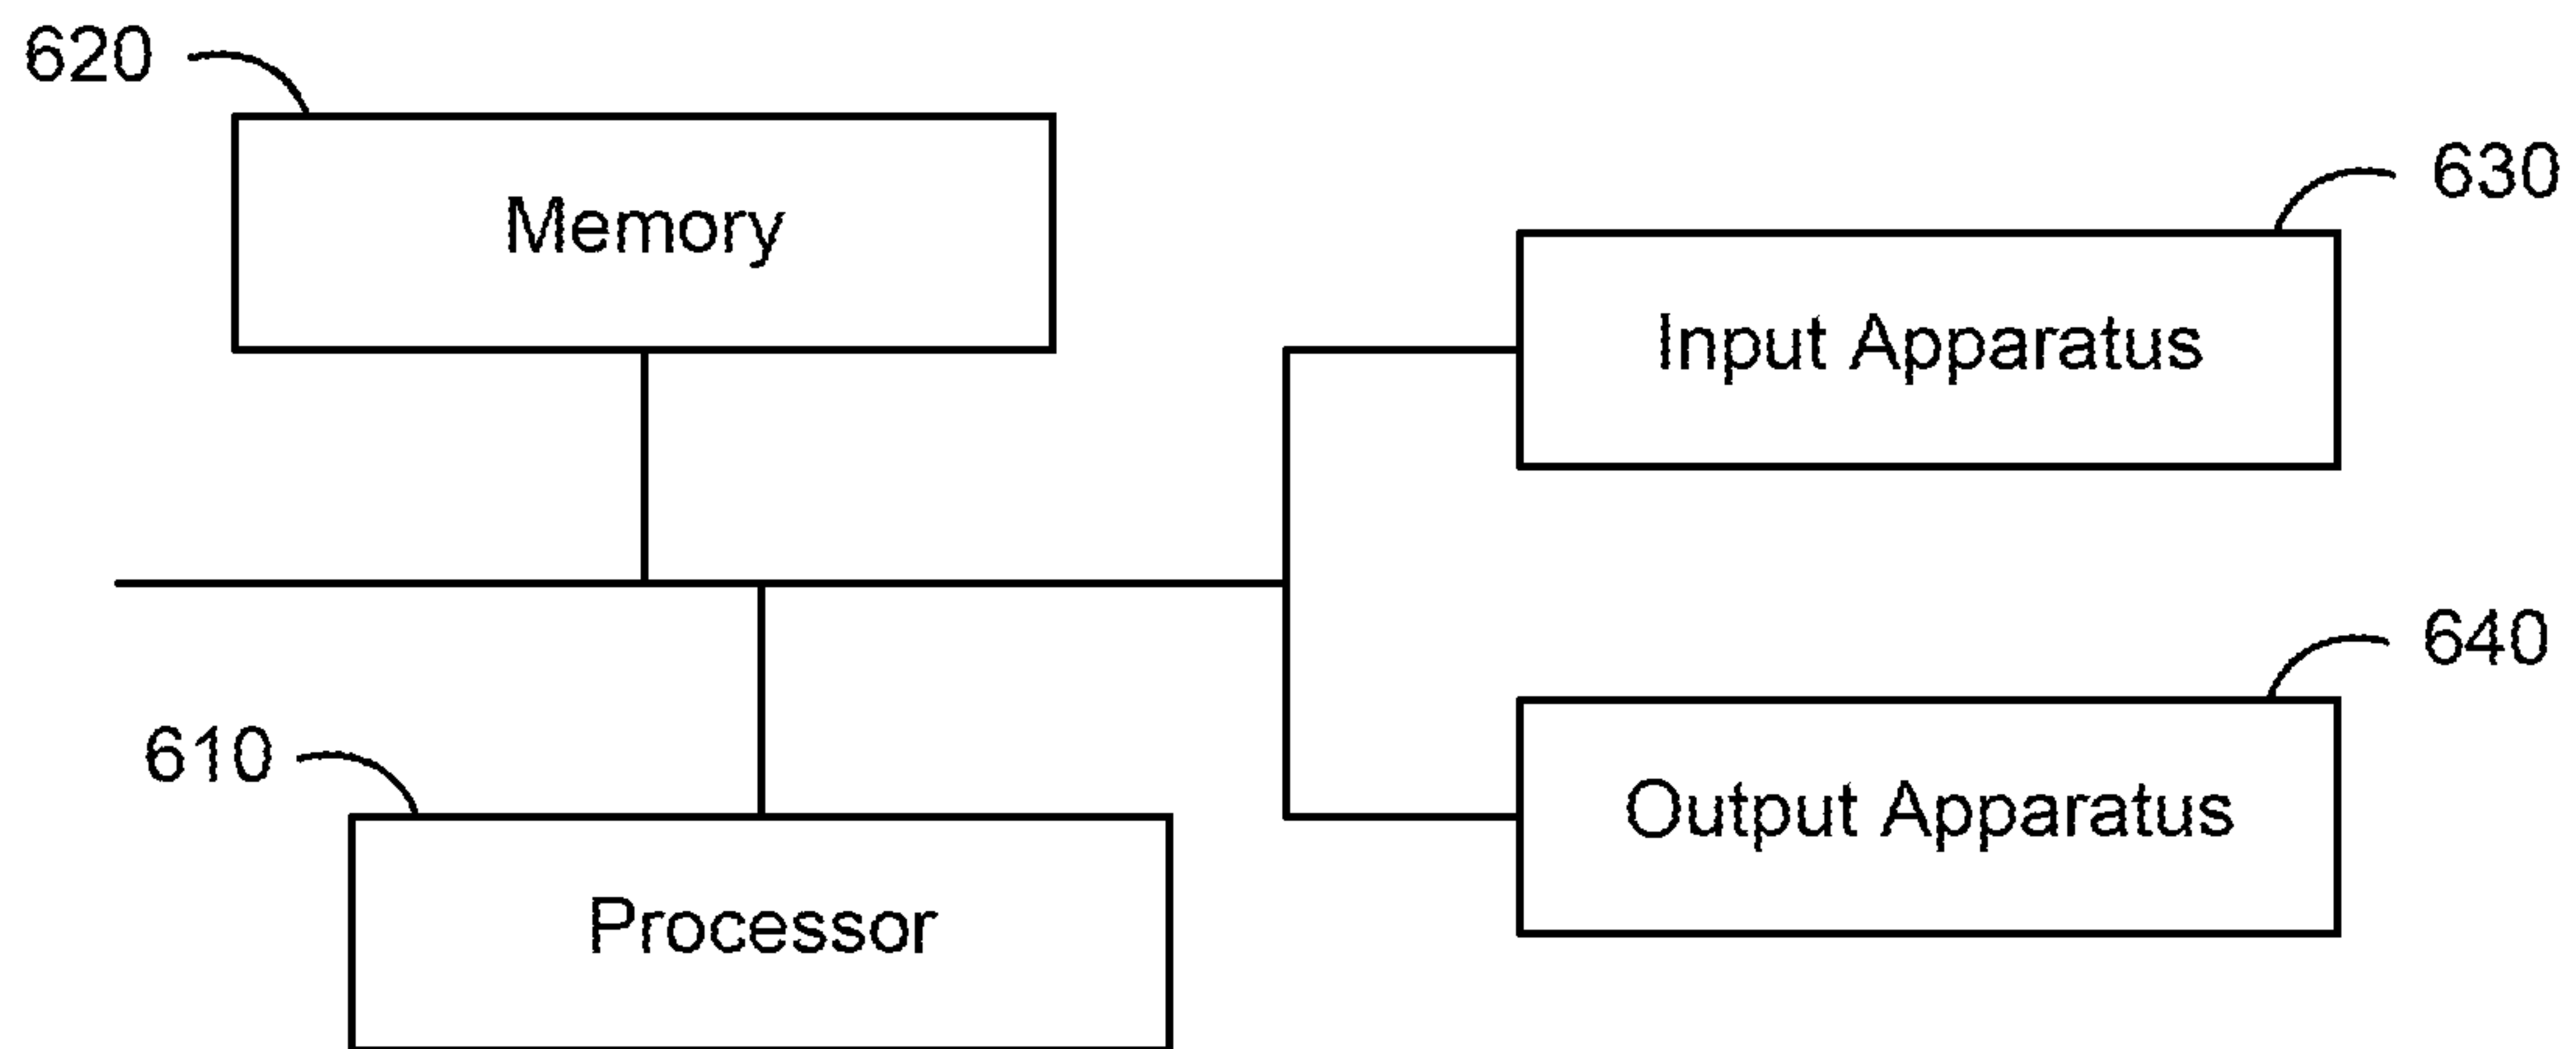 620
Memory
630
Input Apparatus
640
610
Output Apparatus
Processor